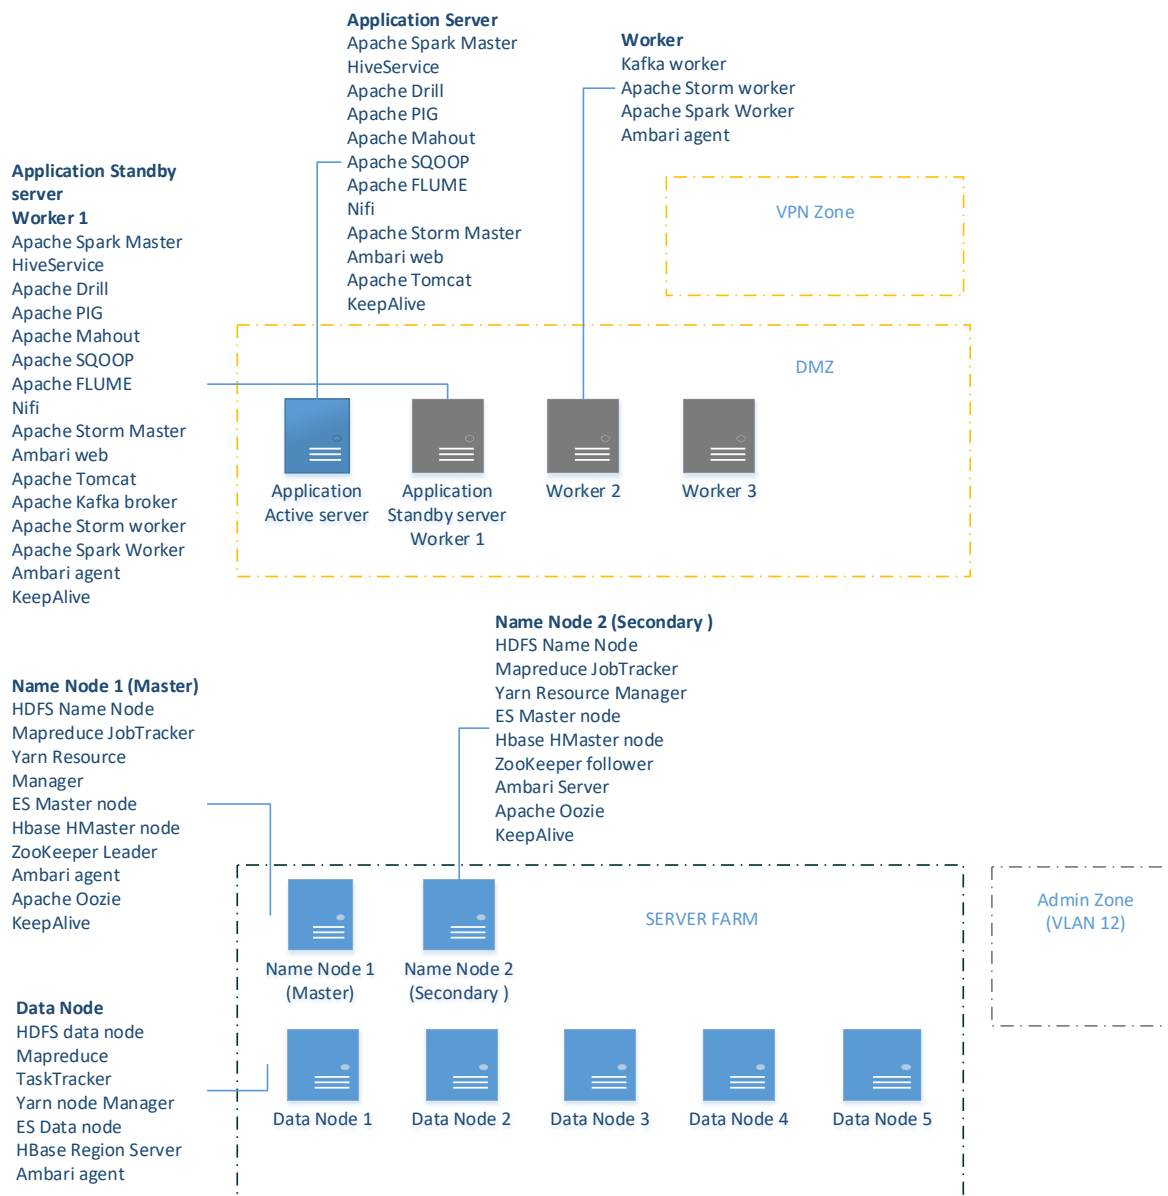 Application Server
Apache Spark Master
HiveService
Apache Drill
Apache PIG
Apache Mahout
Apache SQOOP
Apache FLUME
Nifi
Apache Storm Master
Ambari web
Apache Tomcat
KeepAlive
Worker
Kafka worker
Apache Storm worker
Apache Spark Worker
Ambari agent
Application Standby
server
Worker 1
Apache Spark Master
HiveService
Apache Drill
Apache PIG
Apache Mahout
Apache SQOOP
Apache FLUME
Nifi
Apache Storm Master
Ambari web
Apache Tomcat
Apache Kafka broker
Apache Storm worker
Apache Spark Worker
Ambari agent
KeepAlive
VPN Zone
DMZ
Application
Active server
Application
Standby server
Worker 1
Worker 2
Worker 3
Name Node 2 (Secondary )
HDFS Name Node
Mapreduce JobTracker
Yarn Resource Manager
ES Master node
Hbase HMaster node
ZooKeeper follower
Ambari Server
Apache Oozie
KeepAlive
Name Node 1 (Master)
HDFS Name Node
Mapreduce JobTracker
Yarn Resource
Manager
ES Master node
Hbase HMaster node
ZooKeeper Leader
Ambari agent
Apache Oozie
KeepAlive
SERVER FARM
Admin Zone
(VLAN 12)
Name Node 1
(Master)
Name Node 2
(Secondary )
Data Node
HDFS data node
Mapreduce
TaskTracker
Yarn node Manager
ES Data node
HBase Region Server
Ambari agent
Data Node 1
Data Node 2
Data Node 3
Data Node 4
Data Node 5